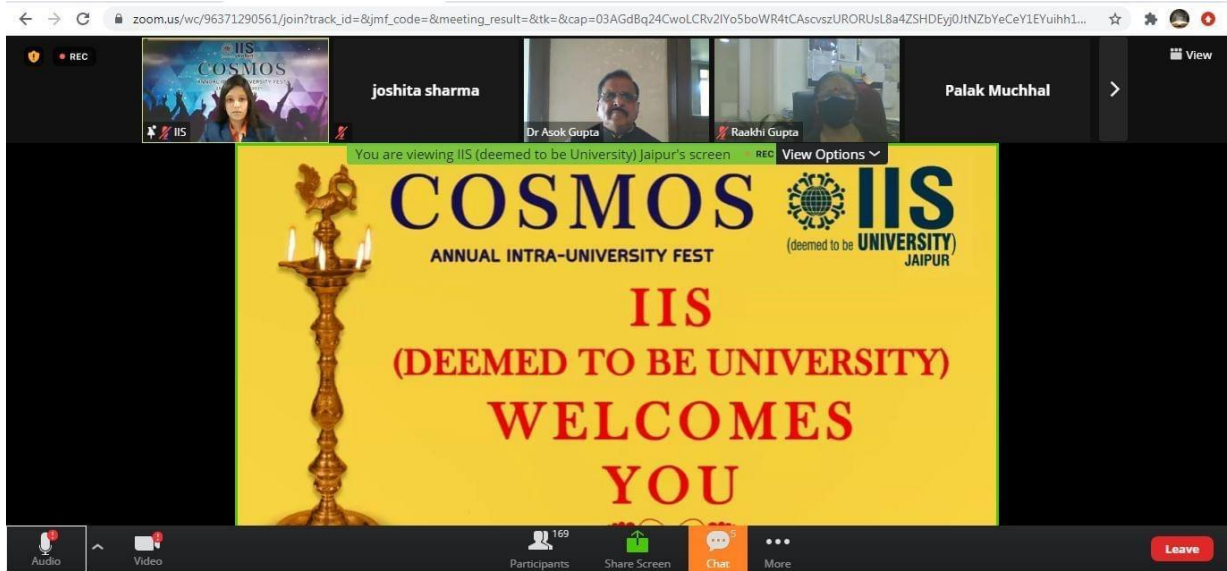 zoom.us/wc/96371290561/join?track_id=&jmf_code=&meeting_result=&tk=&cap=03AGdBq24CwoLCRv2IYo5boWR4tCAscvszURORUsL8a4ZSHDEyj0JtNZbYeCeY1EYuihh1...
REC
IIS
COSMOS
IIS
joshita sharma
Dr Asok Gupta
Raakhi Gupta
Palak Muchhal
View
You are viewing IIS (deemed to be University) Jaipur's screen
REC
View Options
COSMOS
ANNUAL INTRA-UNIVERSITY FEST
IIS
(deemed to be UNIVERSITY)
JAIPUR
IIS
(DEEMED TO BE UNIVERSITY)
WELCOMES
YOU
Audio
Video
169
Participants
Share Screen
5
Chat
More
Leave